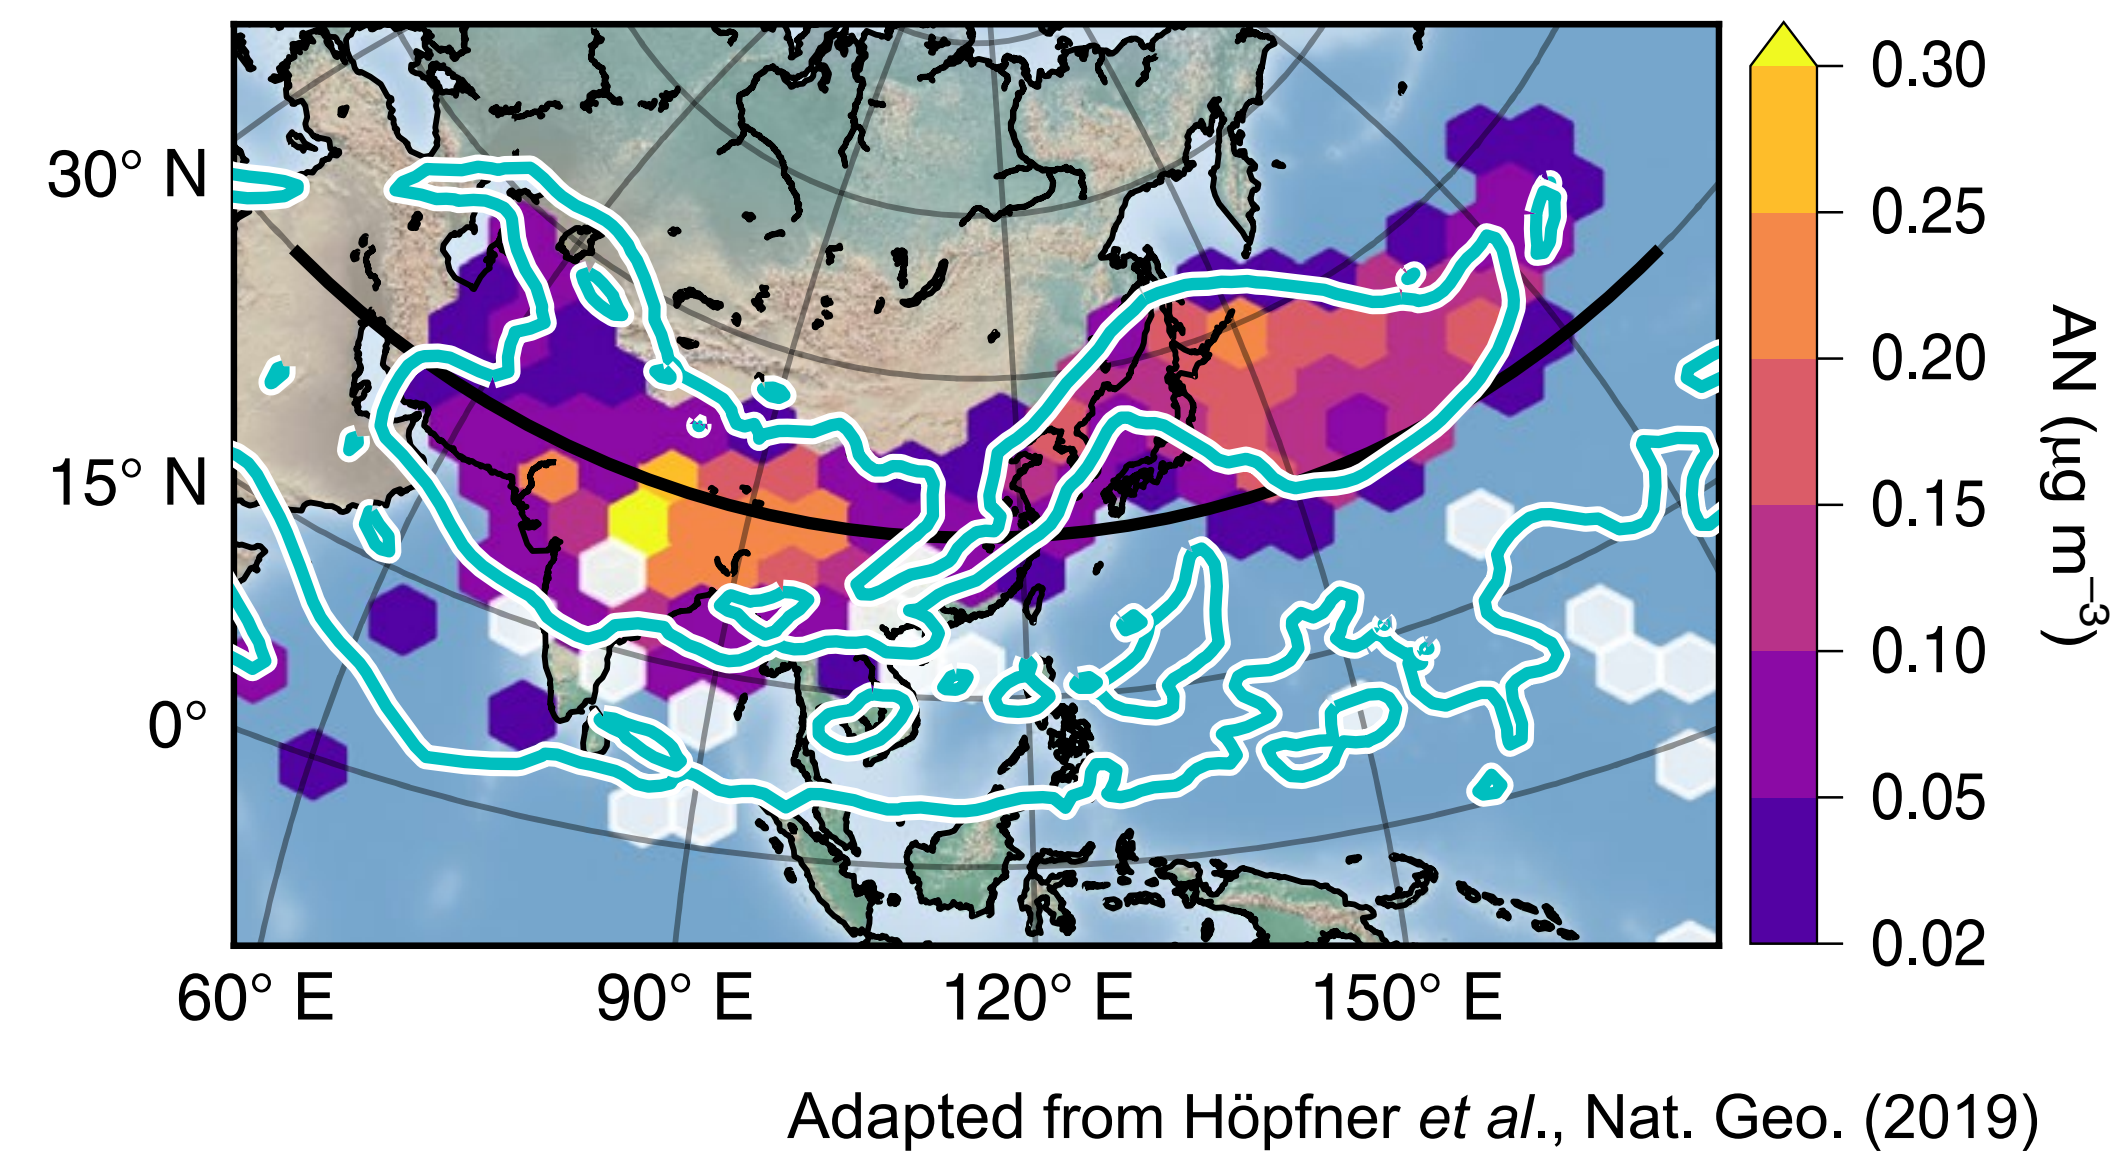 30° N
15° N
0°
60° E
90° E
120° E
150° E
0.30
0.25
0.20
0.15
0.10
0.05
0.02
AN (μg m⁻³)
Adapted from Höpfner et al., Nat. Geo. (2019)